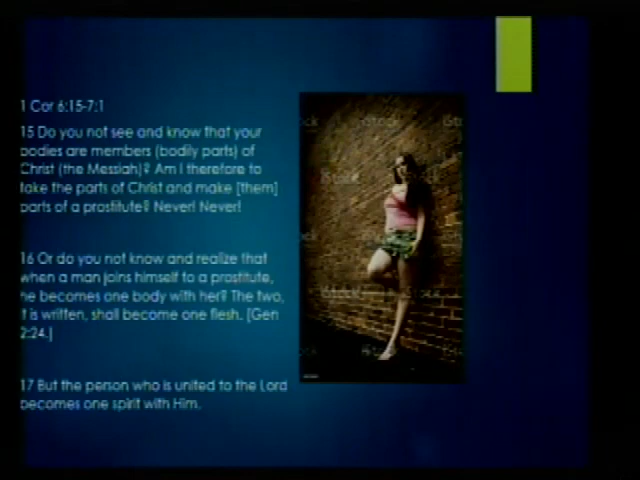 1 Cor 6:15-7:1
15 Do you not see and know that your
bodies are members (bodily parts) of
Christ (the Messiah)? Am I therefore to
take the parts of Christ and make [them]
parts of a prostitute? Never! Never!
16 Or do you not know and realize that
when a man joins himself to a prostitute,
he becomes one body with her? The two,
it is written, shall become one flesh. [Gen
2:24.]
17 But the person who is united to the Lord
becomes one spirit with Him.
iStock
iStock